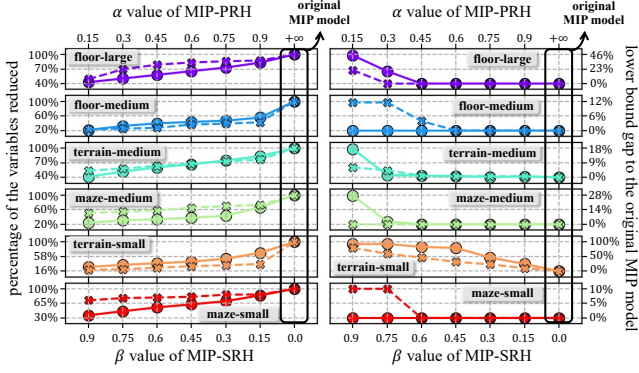 α value of MIP-PRH
α value of MIP-PRH
original
MIP model
original
MIP model
0.15 0.3 0.45 0.6 0.9 +∞
0.15 0.3 0.45 0.6 0.9 +∞
percentage of the variables reduced
lower bound gap to the original MIP model
100%
70%
40%
floor-large
floor-large
46%
23%
0%
100%
60%
20%
floor-medium
floor-medium
12%
6%
0%
100%
70%
40%
terrain-medium
terrain-medium
18%
9%
0%
100%
60%
20%
maze-medium
maze-medium
28%
14%
0%
100%
58%
16%
terrain-small
terrain-small
100%
50%
0%
100%
65%
30%
maze-small
maze-small
10%
5%
0%
0.9 0.75 0.6 0.45 0.3 0.15 0.0
0.9 0.75 0.6 0.45 0.3 0.15 0.0
β value of MIP-SRH
β value of MIP-SRH